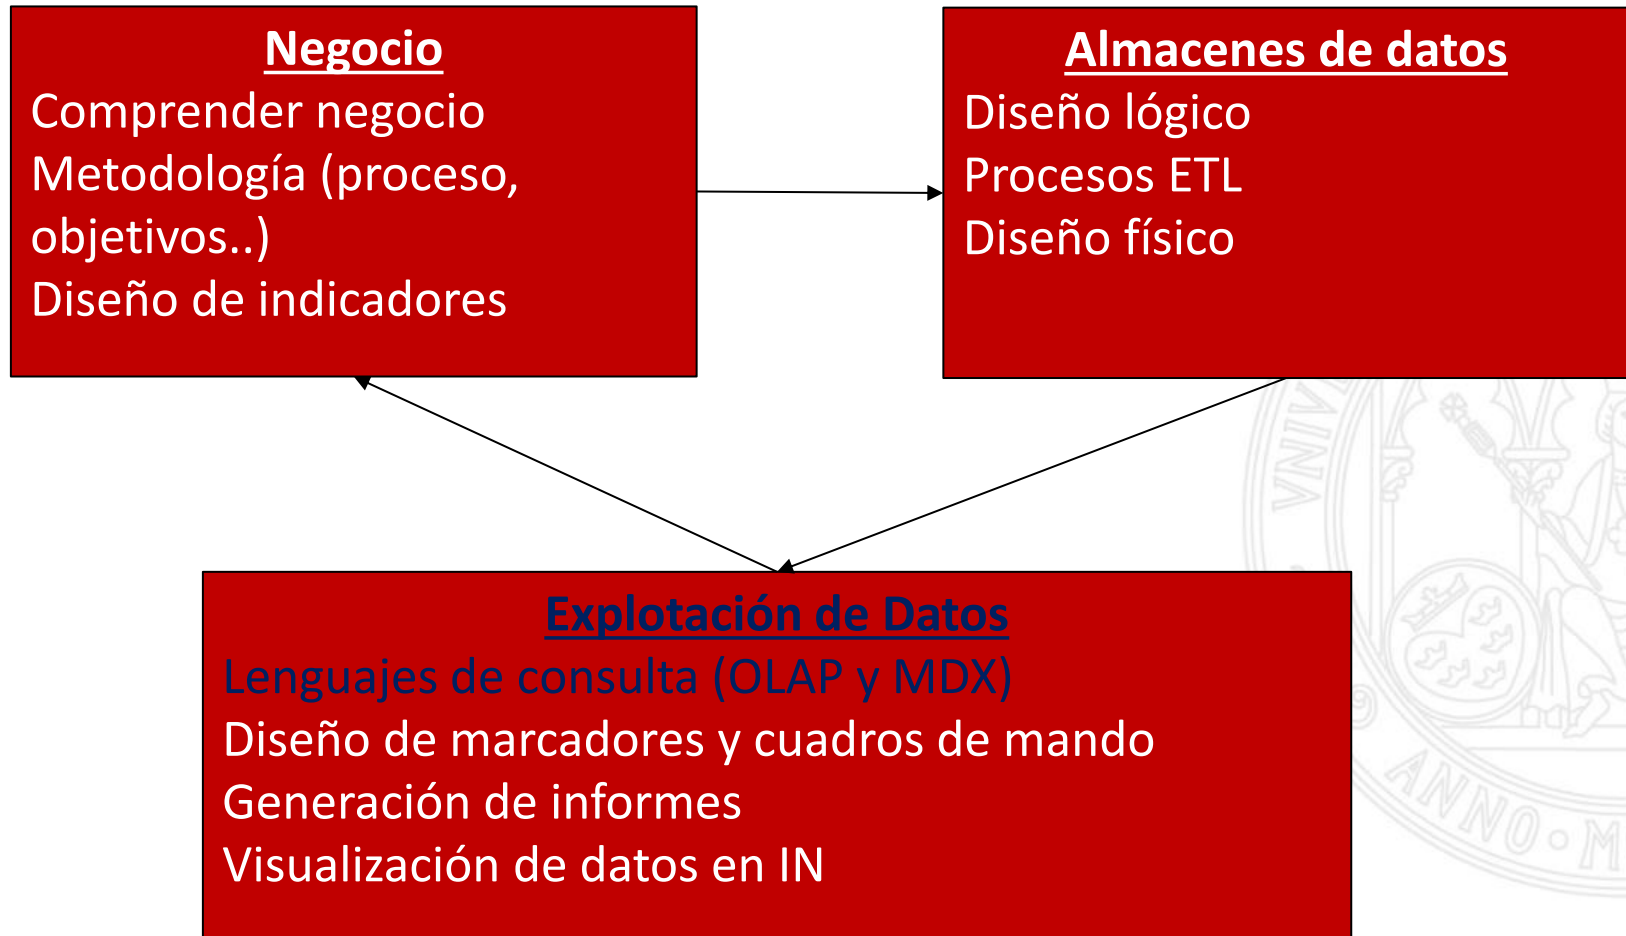 Negocio
Comprender negocio
Metodología (proceso,
objetivos..)
Diseño de indicadores
Almacenes de datos
Diseño lógico
Procesos ETL
Diseño físico
Explotación de Datos
Lenguajes de consulta (OLAP y MDX)
Diseño de marcadores y cuadros de mando
Generación de informes
Visualización de datos en IN
VNIV
ANNO · M